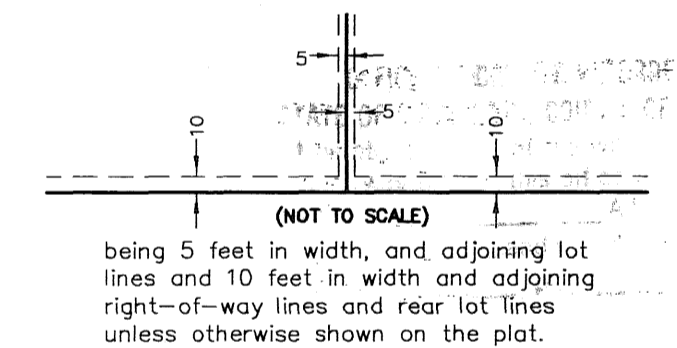 5
5
10
10
(NOT TO SCALE)
being 5 feet in width, and adjoining lot
lines and 10 feet in width and adjoining
right-of-way lines and rear lot lines
unless otherwise shown on the plat.